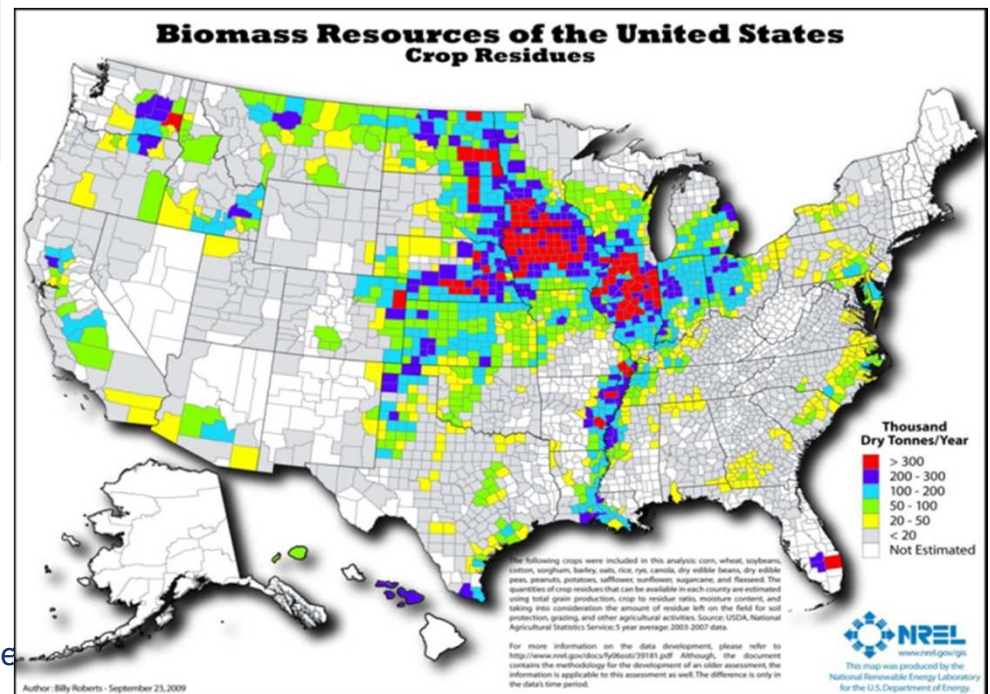 Biomass Resources of the United States
Crop Residues
Thousand
Dry Tonnes/Year
> 300
200 - 300
100 - 200
50 - 100
20 - 50
< 20
Not Estimated
The following crops were included in this analysis: corn, wheat, soybeans,
cotton, sorghum, barley, oats, rice, rye, canola, dry edible beans, dry edible
peas, peanuts, potatoes, safflower, sunflower, sugarcane, and flaxseed. The
quantities of crop residues that can be available in each county are estimated
using total grain production, crop to residue ratio, moisture content, and
taking into consideration the amount of residue left on the field for soil
protection, grazing, and other agricultural activities. Source: USDA, National
Agricultural Statistics Service; 5 year average: 2003-2007 data.
For more information on the data development, please refer to
http://www.nrel.gov/docs/fy06osti/39181.pdf Although, the document
contains the methodology for the development of an older assessment, the
information is applicable to this assessment as well. The difference is only in
the data's time period.
NREL
www.nrel.gov/gis
This map was produced by the
National Renewable Energy Laboratory
for the U.S. Department of Energy.
e
Author : Billy Roberts - September 23, 2009